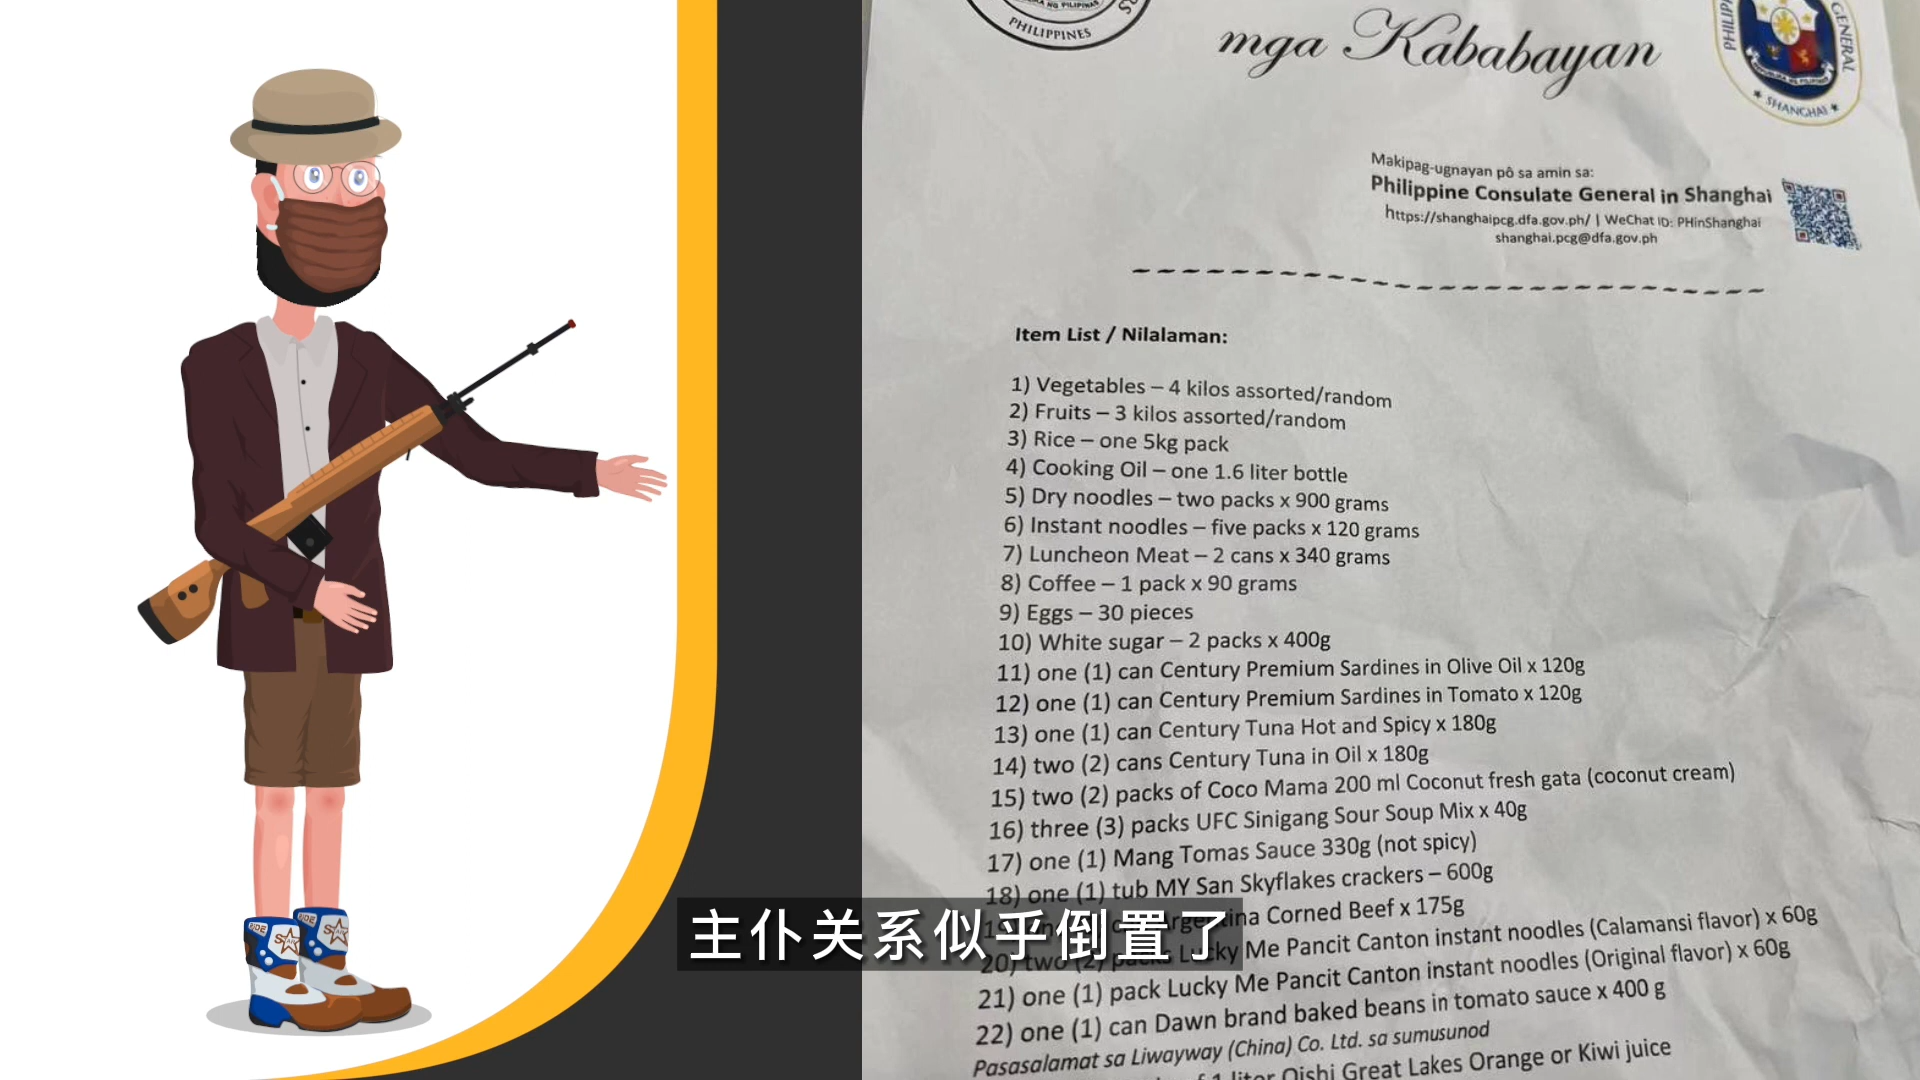 PILIPINAS
PHILIPPINES
mga Kababayan
PHILIPPI
GENERAL
SHANGHAI
Makipag-ugnayan pô sa amin sa:
Philippine Consulate General in Shanghai
https://shanghaipcg.dfa.gov.ph/ | WeChat ID: PHinShanghai
shanghai.pcg@dfa.gov.ph
Item List / Nilalaman:
1) Vegetables – 4 kilos assorted/random
2) Fruits – 3 kilos assorted/random
3) Rice – one 5kg pack
4) Cooking Oil – one 1.6 liter bottle
5) Dry noodles – two packs x 900 grams
6) Instant noodles – five packs x 120 grams
7) Luncheon Meat – 2 cans x 340 grams
8) Coffee – 1 pack x 90 grams
9) Eggs – 30 pieces
10) White sugar – 2 packs x 400g
11) one (1) can Century Premium Sardines in Olive Oil x 120g
12) one (1) can Century Premium Sardines in Tomato x 120g
13) one (1) can Century Tuna Hot and Spicy x 180g
14) two (2) cans Century Tuna in Oil x 180g
15) two (2) packs of Coco Mama 200 ml Coconut fresh gata (coconut cream)
16) three (3) packs UFC Sinigang Sour Soup Mix x 40g
17) one (1) Mang Tomas Sauce 330g (not spicy)
18) one (1) tub MY San Skyflakes crackers – 600g
Corned Beef x 175g
20) two (2) packs Lucky Me Pancit Canton instant noodles (Calamansi flavor) x 60g
21) one (1) pack Lucky Me Pancit Canton instant noodles (Original flavor) x 60g
22) one (1) can Dawn brand baked beans in tomato sauce x 400 g
Pasasalamat sa Liwayway (China) Co. Ltd. sa sumusunod
1 liter Oishi Great Lakes Orange or Kiwi juice
主仆关系似乎倒置了